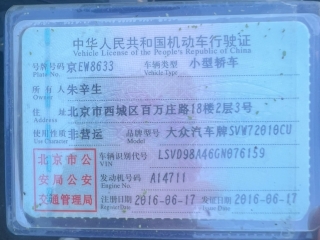 中华人民共和国机动车行驶证
Vehicle License of the People's Republic of China
号牌号码 京EW8633 车辆类型 小型轿车
Plate No. Vehicle Type
所有人 朱辛生
住址 北京市西城区百万庄路18楼2层3号
Address
使用性质 非营运 品牌型号 大众汽车牌SVW72010CU
北京市公安局公安交通管理局
车辆识别代号 LSVD98A46GN076159
VIN
发动机号码 A14711
Engine No.
注册日期 2016-06-17 发证日期 2016-06-17